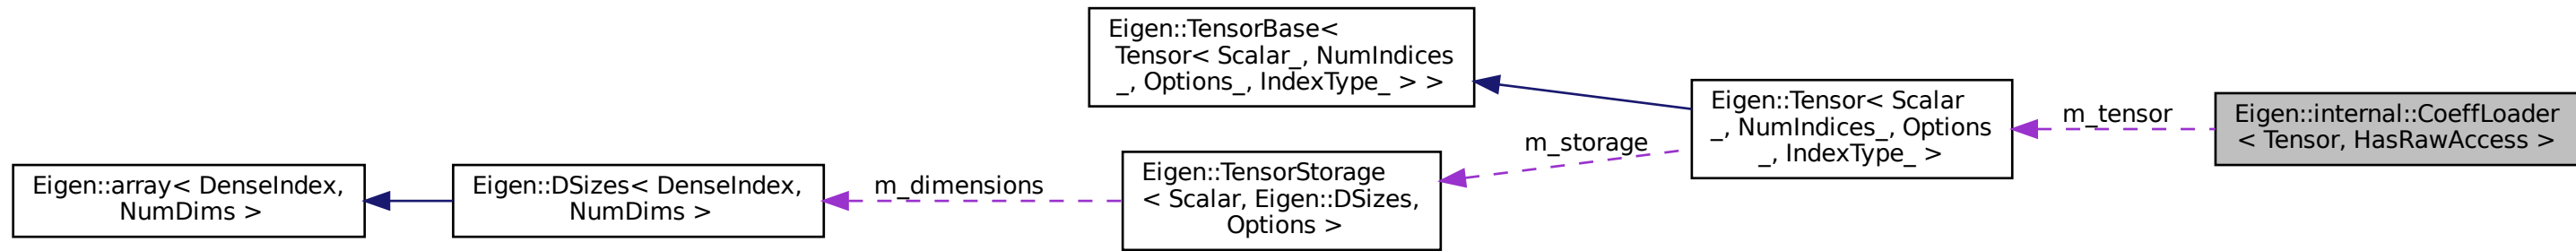 Eigen::TensorBase<
Tensor< Scalar_, NumIndices
_, Options_, IndexType_ > >
Eigen::Tensor< Scalar
_, NumIndices_, Options
_, IndexType_ >
m_tensor
Eigen::internal::CoeffLoader
< Tensor, HasRawAccess >
m_storage
Eigen::array< DenseIndex,
NumDims >
Eigen::DSizes< DenseIndex,
NumDims >
m_dimensions
Eigen::TensorStorage
< Scalar, Eigen::DSizes,
Options >